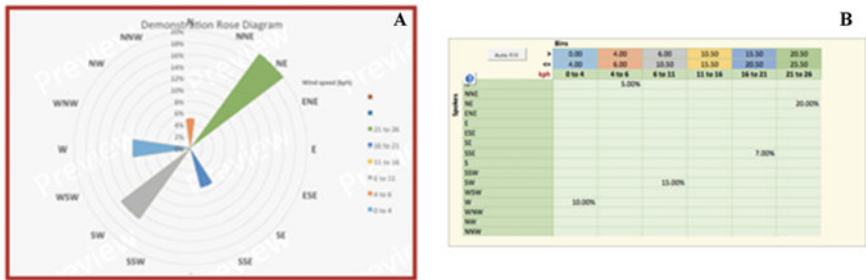 Demonstration Rose Diagram
A
N
NNE
NE
ENE
E
ESE
SE
SSE
SSW
SW
WSW
W
WNW
NW
NNW
20%
18%
16%
14%
12%
10%
8%
6%
4%
2%
0%
Wind speed (kph)
21 to 26
16 to 21
11 to 16
6 to 11
4 to 6
0 to 4
Preview
Preview
Preview
Preview
B
Bins
Auto Fill
> 0.00 4.00 6.00 10.50 15.50 20.50
<= 4.00 6.00 10.50 15.50 20.50 25.50
kph 0 to 4 4 to 6 6 to 11 11 to 16 16 to 21 21 to 26
Spokes
N 5.00%
NNE
NE 20.00%
ENE
E
ESE
SE
SSE 7.00%
S
SSW
SW 15.00%
WSW
W 10.00%
WNW
NW
NNW